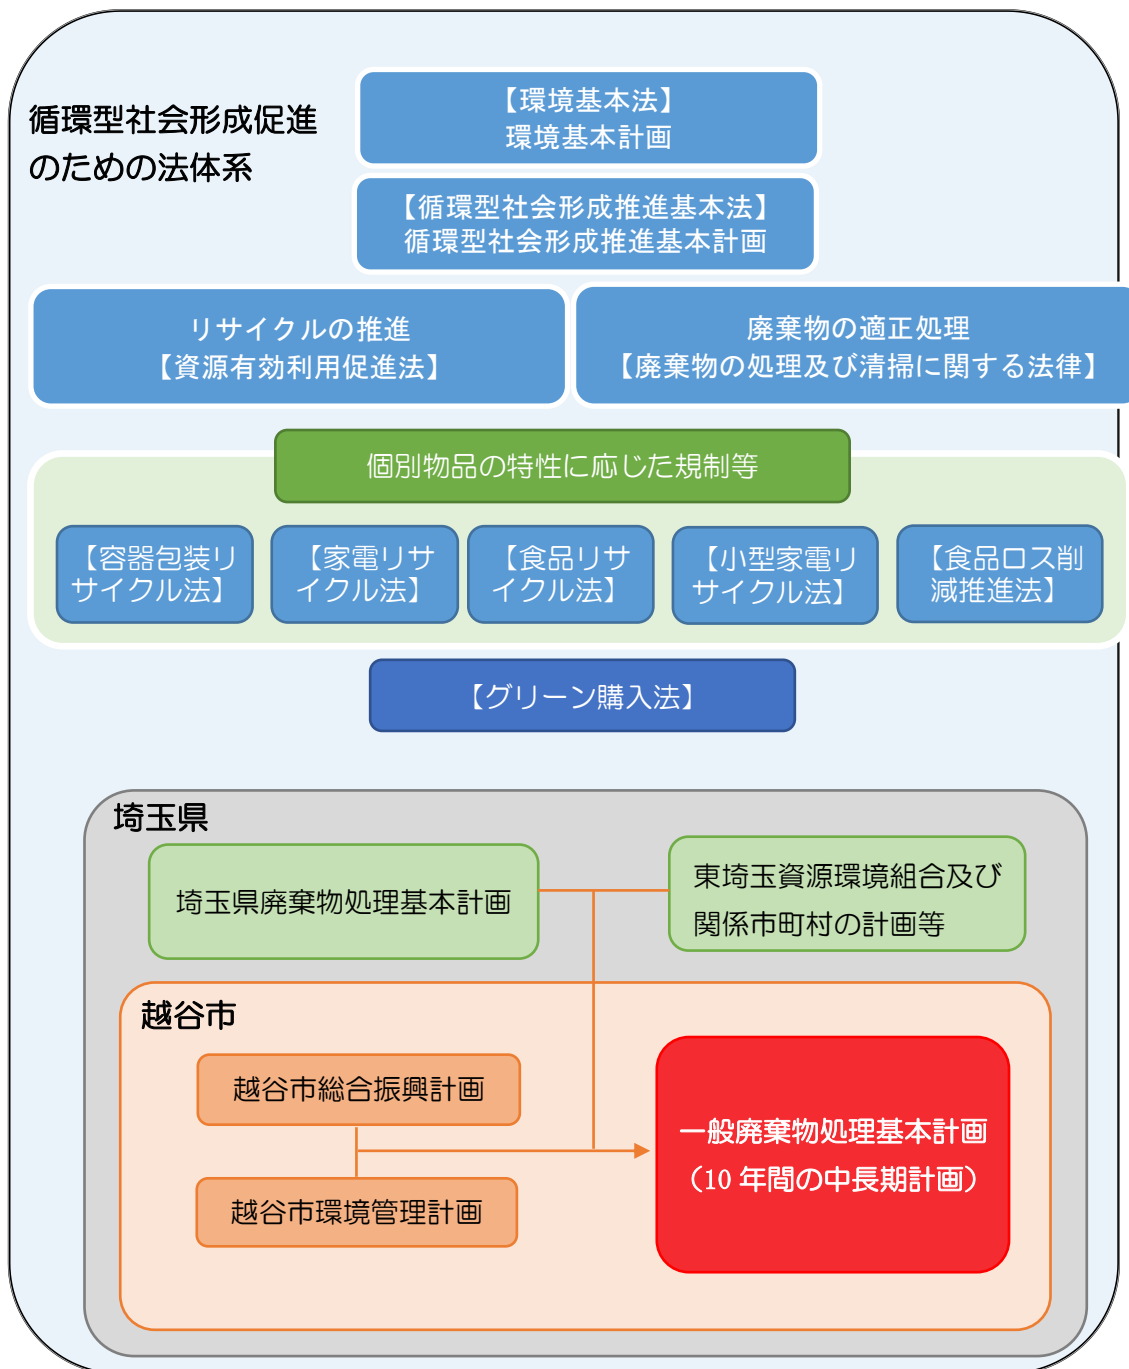 循環型社会形成促進
のための法体系
【環境基本法】
環境基本計画
【循環型社会形成推進基本法】
循環型社会形成推進基本計画
リサイクルの推進
【資源有効利用促進法】
廃棄物の適正処理
【廃棄物の処理及び清掃に関する法律】
個別物品の特性に応じた規制等
【容器包装リ
サイクル法】
【家電リサ
イクル法】
【食品リサ
イクル法】
【小型家電リ
サイクル法】
【食品ロス削
減推進法】
【グリーン購入法】
埼玉県
埼玉県廃棄物処理基本計画
東埼玉資源環境組合及び
関係市町村の計画等
越谷市
越谷市総合振興計画
越谷市環境管理計画
一般廃棄物処理基本計画
（10 年間の中長期計画）